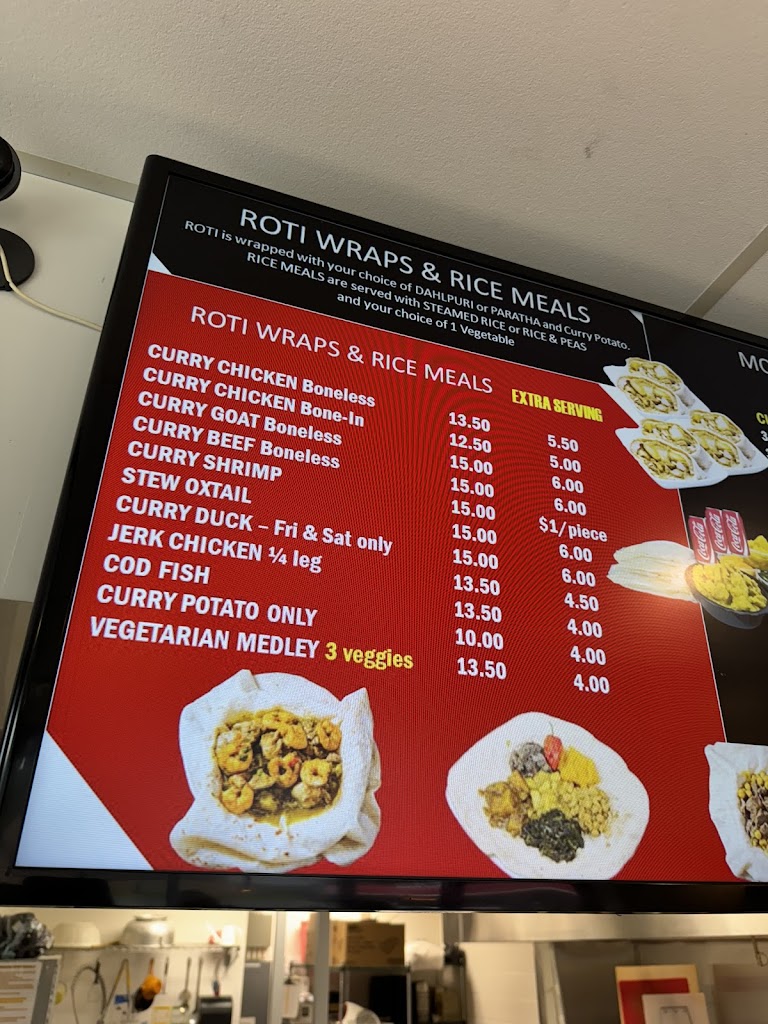 ROTI WRAPS & RICE MEALS
ROTI is wrapped with your choice of DAHLPURI or PARATHA and Curry Potato.
RICE MEALS are served with STEAMED RICE or RICE & PEAS
and your choice of 1 Vegetable
ROTI WRAPS & RICE MEALS EXTRA SERVING
CURRY CHICKEN Boneless 13.50 5.50
CURRY CHICKEN Bone-In 12.50 5.00
CURRY GOAT Boneless 15.00 6.00
CURRY BEEF Boneless 15.00 6.00
CURRY SHRIMP 15.00 $1/piece
STEW OXTAIL 15.00 6.00
CURRY DUCK – Fri & Sat only 15.00 6.00
JERK CHICKEN ¼ leg 13.50 4.50
COD FISH 13.50 4.00
CURRY POTATO ONLY 10.00 4.00
VEGETARIAN MEDLEY 3 veggies 13.50 4.00
Coca-Cola Coca-Cola Coca-Cola